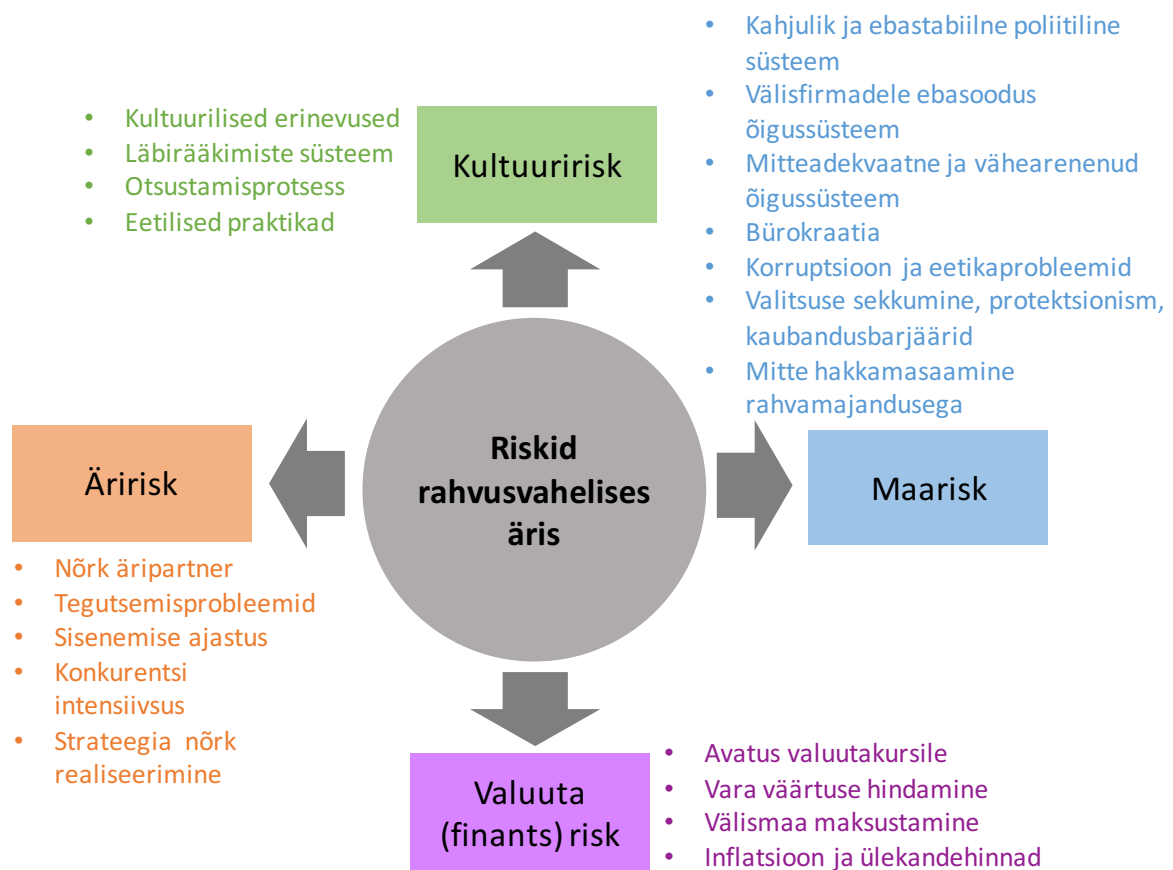 • Kultuurilised erinevused
• Läbirääkimiste süsteem
• Otsustamisprotsess
• Eetilised praktikad
Kultuuririsk
• Kahjulik ja ebastabiilne poliitiline
süsteem
• Välisfirmadele ebasoodus
õigussüsteem
• Mitteadekvaatne ja vähearenenud
õigussüsteem
• Bürokraatia
• Korruptsioon ja eetikaprobleemid
• Valitsuse sekkumine, protektsionism,
kaubandusbarjäärid
• Mitte hakkamasaamine
rahvamajandusega
Äririsk
Riskid
rahvusvahelises
äris
Maarisk
• Nõrk äripartner
• Tegutsemisprobleemid
• Sisenemise ajastus
• Konkurentsi
intensiivsus
• Strateegia nõrk
realiseerimine
Valuuta
(finants) risk
• Avatus valuutakursile
• Vara väärtuse hindamine
• Välismaa maksustamine
• Inflatsioon ja ülekandehinnad